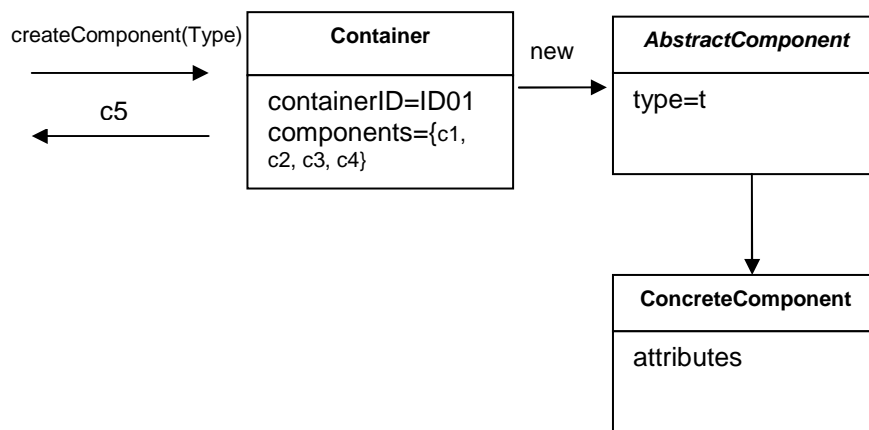 createComponent(Type)
c5
Container
containerID=ID01
components={c1,
c2, c3, c4}
new
AbstractComponent
type=t
ConcreteComponent
attributes